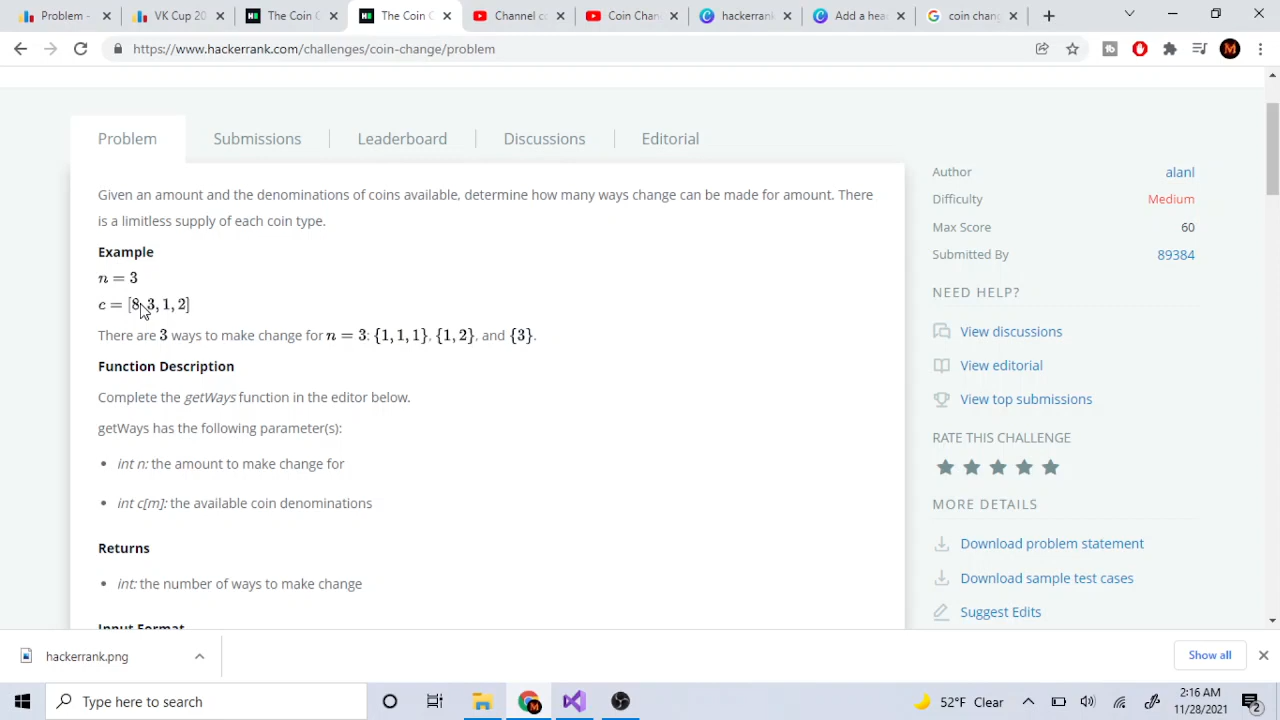 Problem -
VK Cup 20
The Coin C
The Coin C
Channel co
Coin Chan
hackerrank
Add a hea
coin chang
https://www.hackerrank.com/challenges/coin-change/problem
Problem
Submissions
Leaderboard
Discussions
Editorial
Given an amount and the denominations of coins available, determine how many ways change can be made for amount. There
is a limitless supply of each coin type.
Example
n = 3
c = [8, 3, 1, 2]
There are 3 ways to make change for n = 3: {1, 1, 1}, {1, 2}, and {3}.
Function Description
Complete the getWays function in the editor below.
getWays has the following parameter(s):
• int n: the amount to make change for
• int c[m]: the available coin denominations
Returns
• int: the number of ways to make change
Input Format
Author alanl
Difficulty Medium
Max Score 60
Submitted By 89384
NEED HELP?
View discussions
View editorial
View top submissions
RATE THIS CHALLENGE
MORE DETAILS
Download problem statement
Download sample test cases
Suggest Edits
hackerrank.png
Show all
Type here to search
52°F Clear
2:16 AM
11/28/2021
2